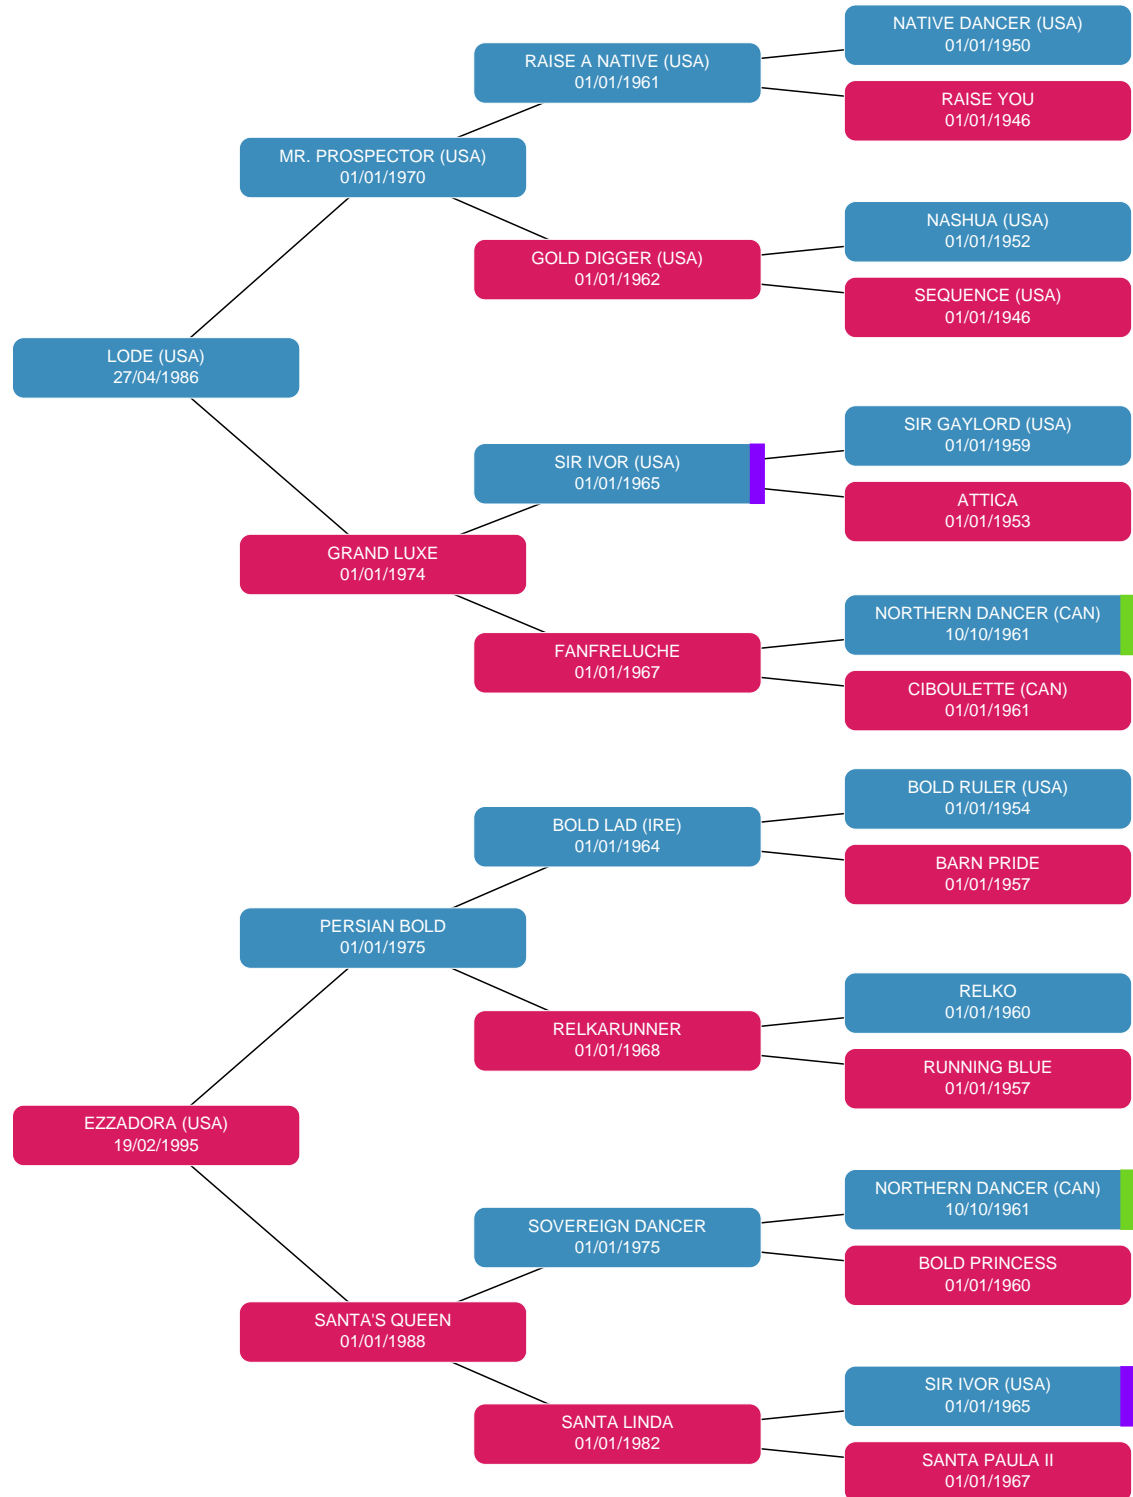 NATIVE DANCER (USA)
01/01/1950
RAISE A NATIVE (USA)
01/01/1961
RAISE YOU
01/01/1946
MR. PROSPECTOR (USA)
01/01/1970
NASHUA (USA)
01/01/1952
GOLD DIGGER (USA)
01/01/1962
SEQUENCE (USA)
01/01/1946
LODE (USA)
27/04/1986
SIR GAYLORD (USA)
01/01/1959
SIR IVOR (USA)
01/01/1965
ATTICA
01/01/1953
GRAND LUXE
01/01/1974
NORTHERN DANCER (CAN)
10/10/1961
FANFRELUCHE
01/01/1967
CIBOULETTE (CAN)
01/01/1961
BOLD RULER (USA)
01/01/1954
BOLD LAD (IRE)
01/01/1964
BARN PRIDE
01/01/1957
PERSIAN BOLD
01/01/1975
RELKO
01/01/1960
RELKARUNNER
01/01/1968
RUNNING BLUE
01/01/1957
EZZADORA (USA)
19/02/1995
NORTHERN DANCER (CAN)
10/10/1961
SOVEREIGN DANCER
01/01/1975
BOLD PRINCESS
01/01/1960
SANTA'S QUEEN
01/01/1988
SIR IVOR (USA)
01/01/1965
SANTA LINDA
01/01/1982
SANTA PAULA II
01/01/1967